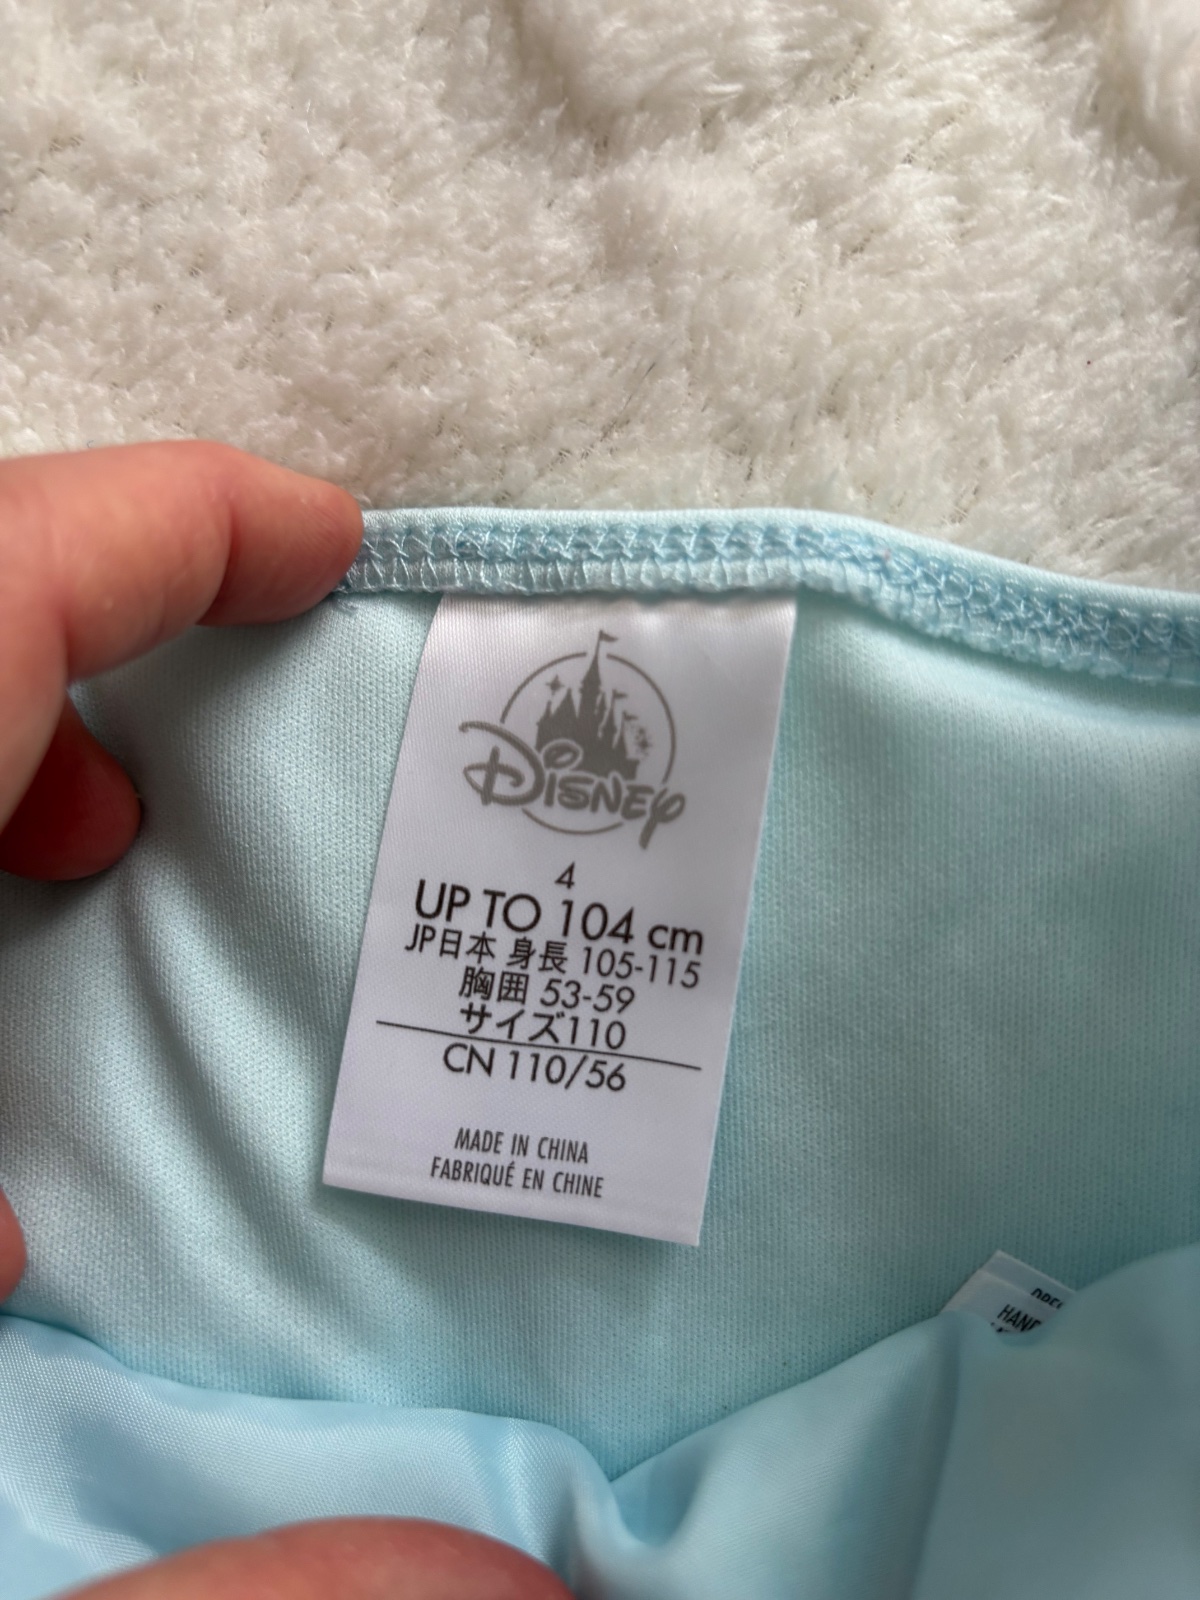 Disney
4
UP TO 104 cm
JP日本 身長 105-115
胸囲 53-59
サイズ110
CN 110/56
MADE IN CHINA
FABRIQUÉ EN CHINE